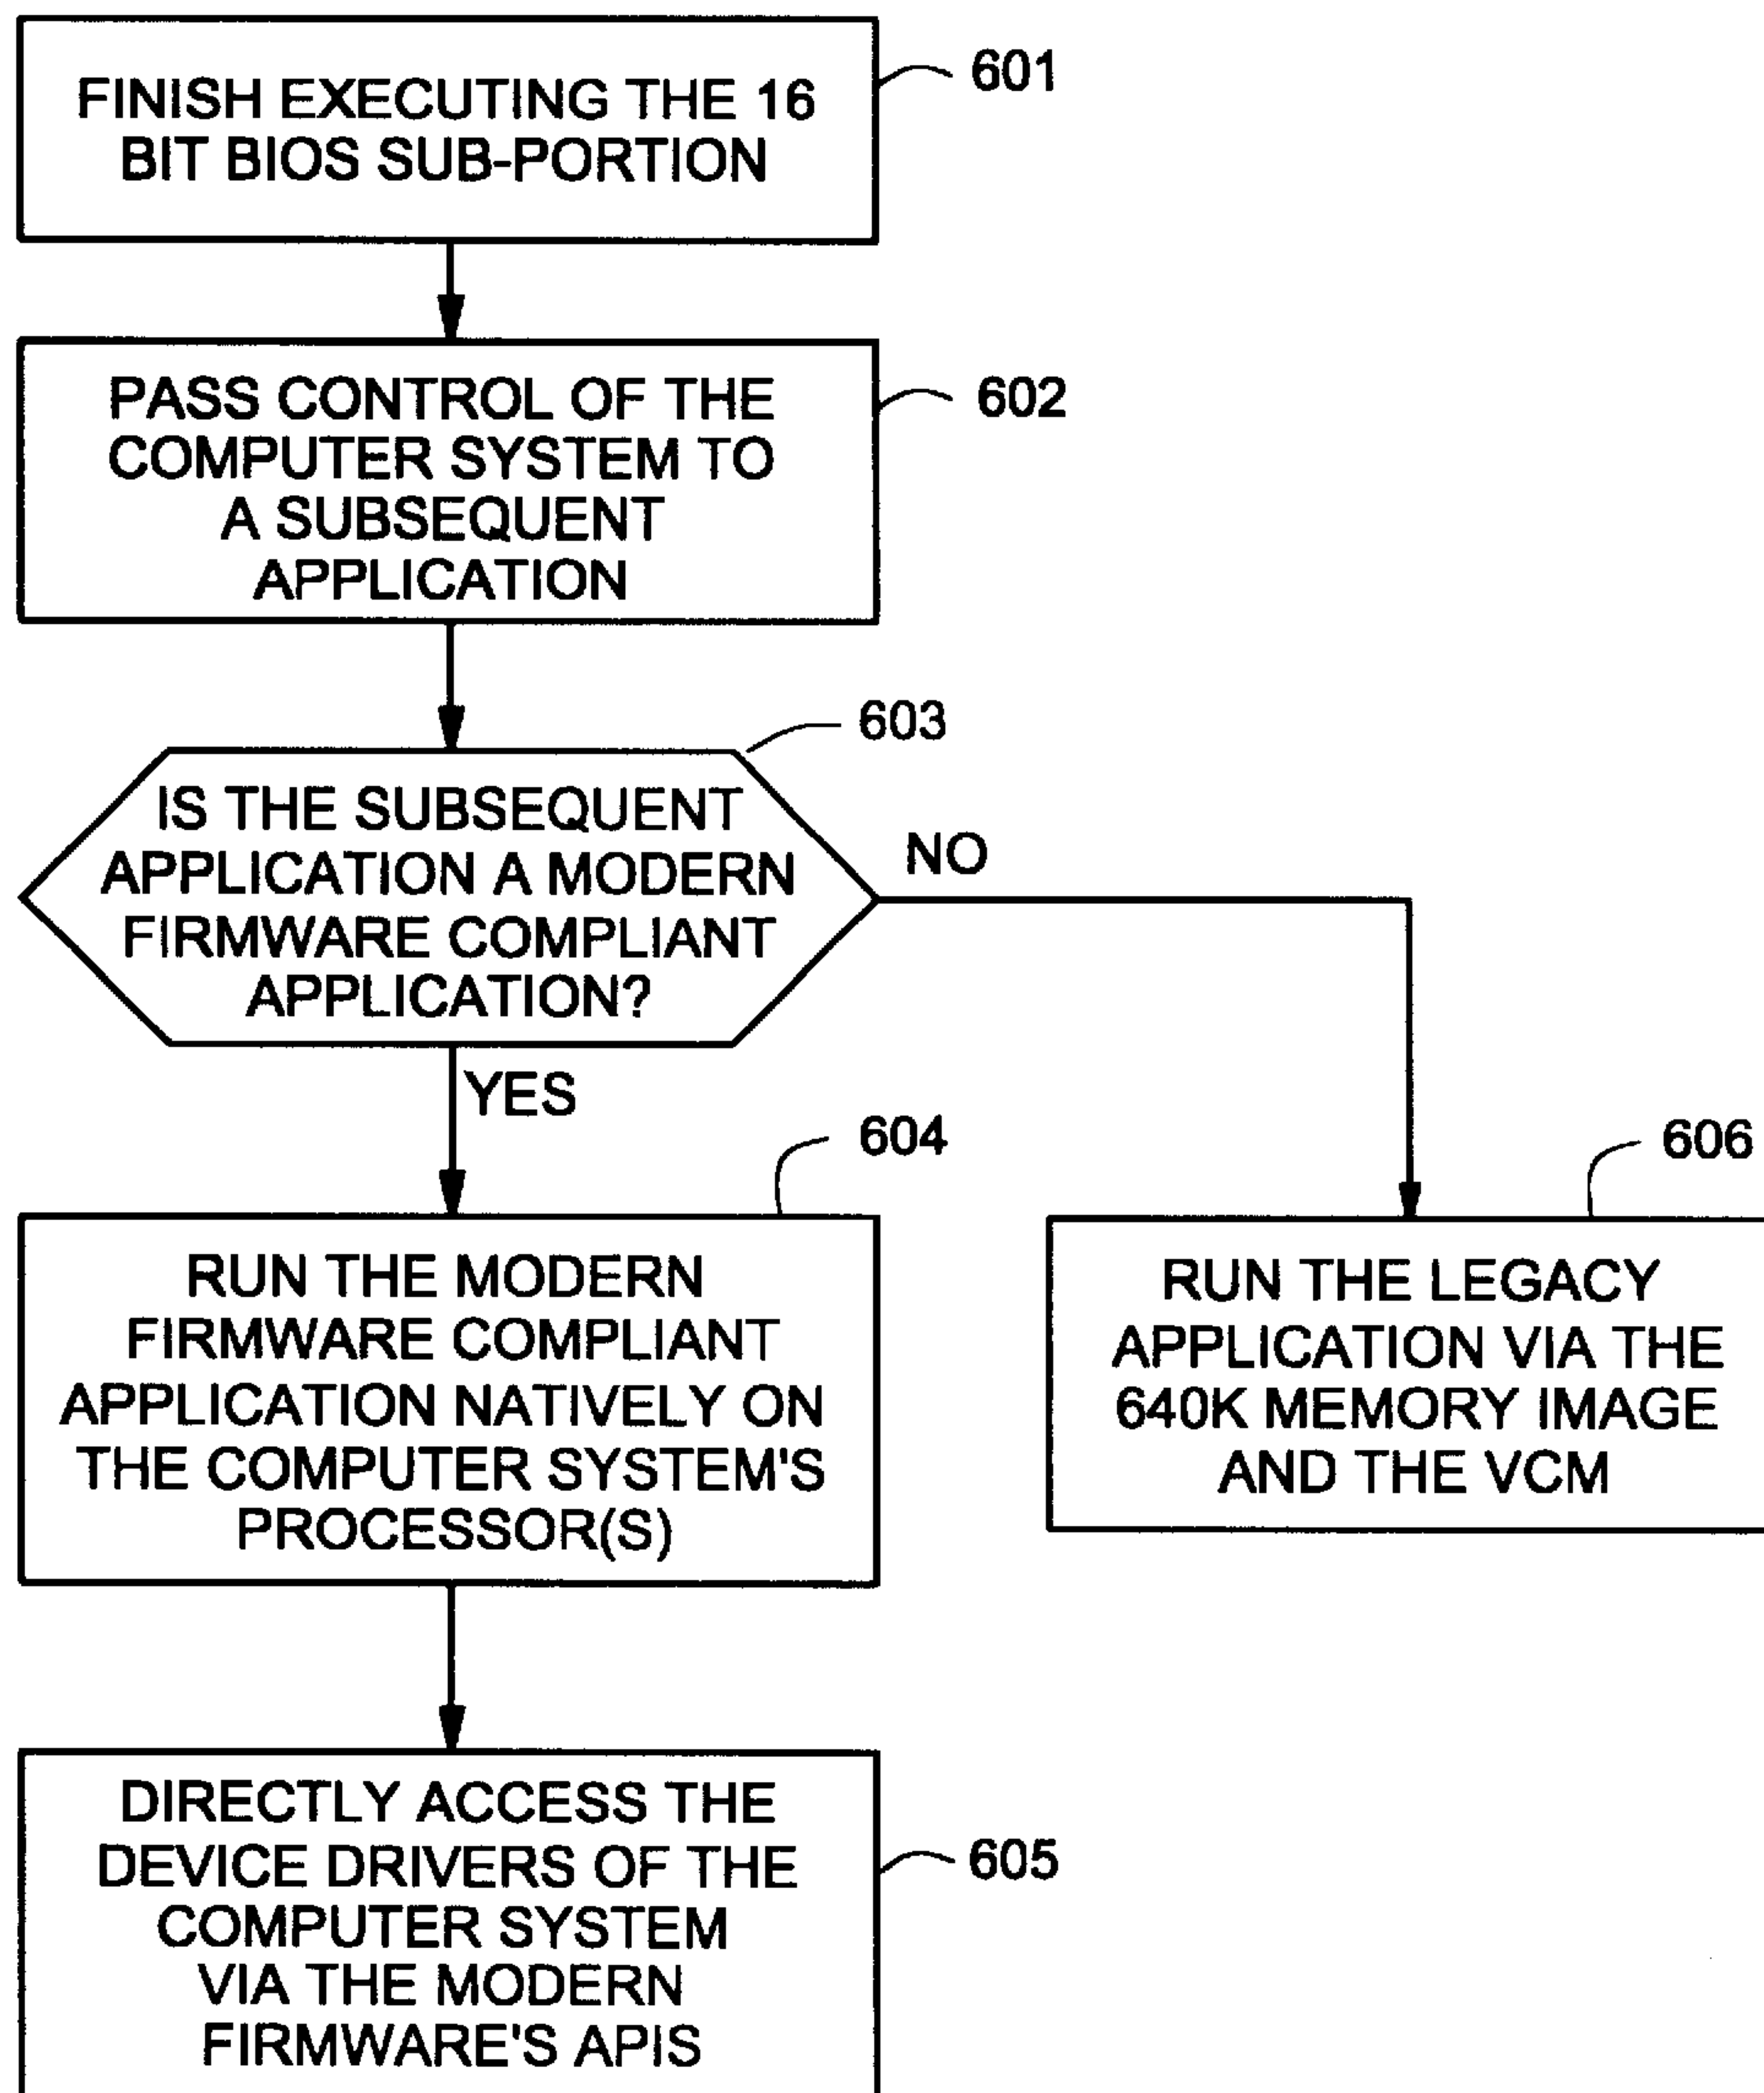 FINISH EXECUTING THE 16
BIT BIOS SUB-PORTION
601
PASS CONTROL OF THE
COMPUTER SYSTEM TO
A SUBSEQUENT
APPLICATION
602
603
IS THE SUBSEQUENT
APPLICATION A MODERN
FIRMWARE COMPLIANT
APPLICATION?
NO
YES
604
RUN THE MODERN
FIRMWARE COMPLIANT
APPLICATION NATIVELY ON
THE COMPUTER SYSTEM'S
PROCESSOR(S)
606
RUN THE LEGACY
APPLICATION VIA THE
640K MEMORY IMAGE
AND THE VCM
DIRECTLY ACCESS THE
DEVICE DRIVERS OF THE
COMPUTER SYSTEM
VIA THE MODERN
FIRMWARE'S APIS
605